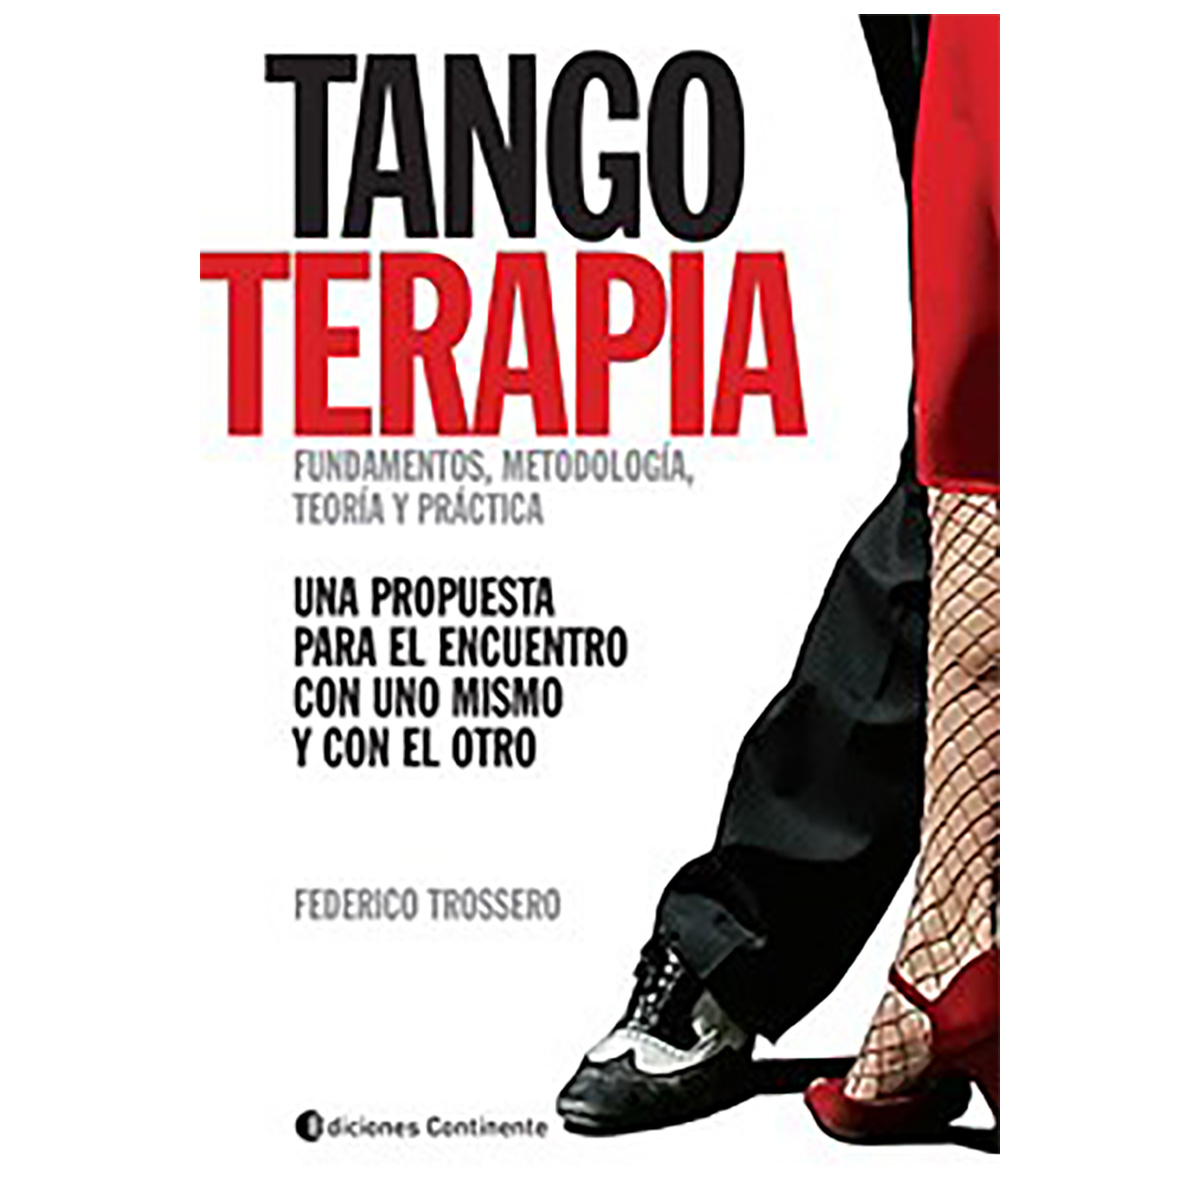 TANGO
TERAPIA
FUNDAMENTOS, METODOLOGÍA,
TEORÍA Y PRÁCTICA
UNA PROPUESTA
PARA EL ENCUENTRO
CON UNO MISMO
Y CON EL OTRO
FEDERICO TROSSERO
Ediciones Continente